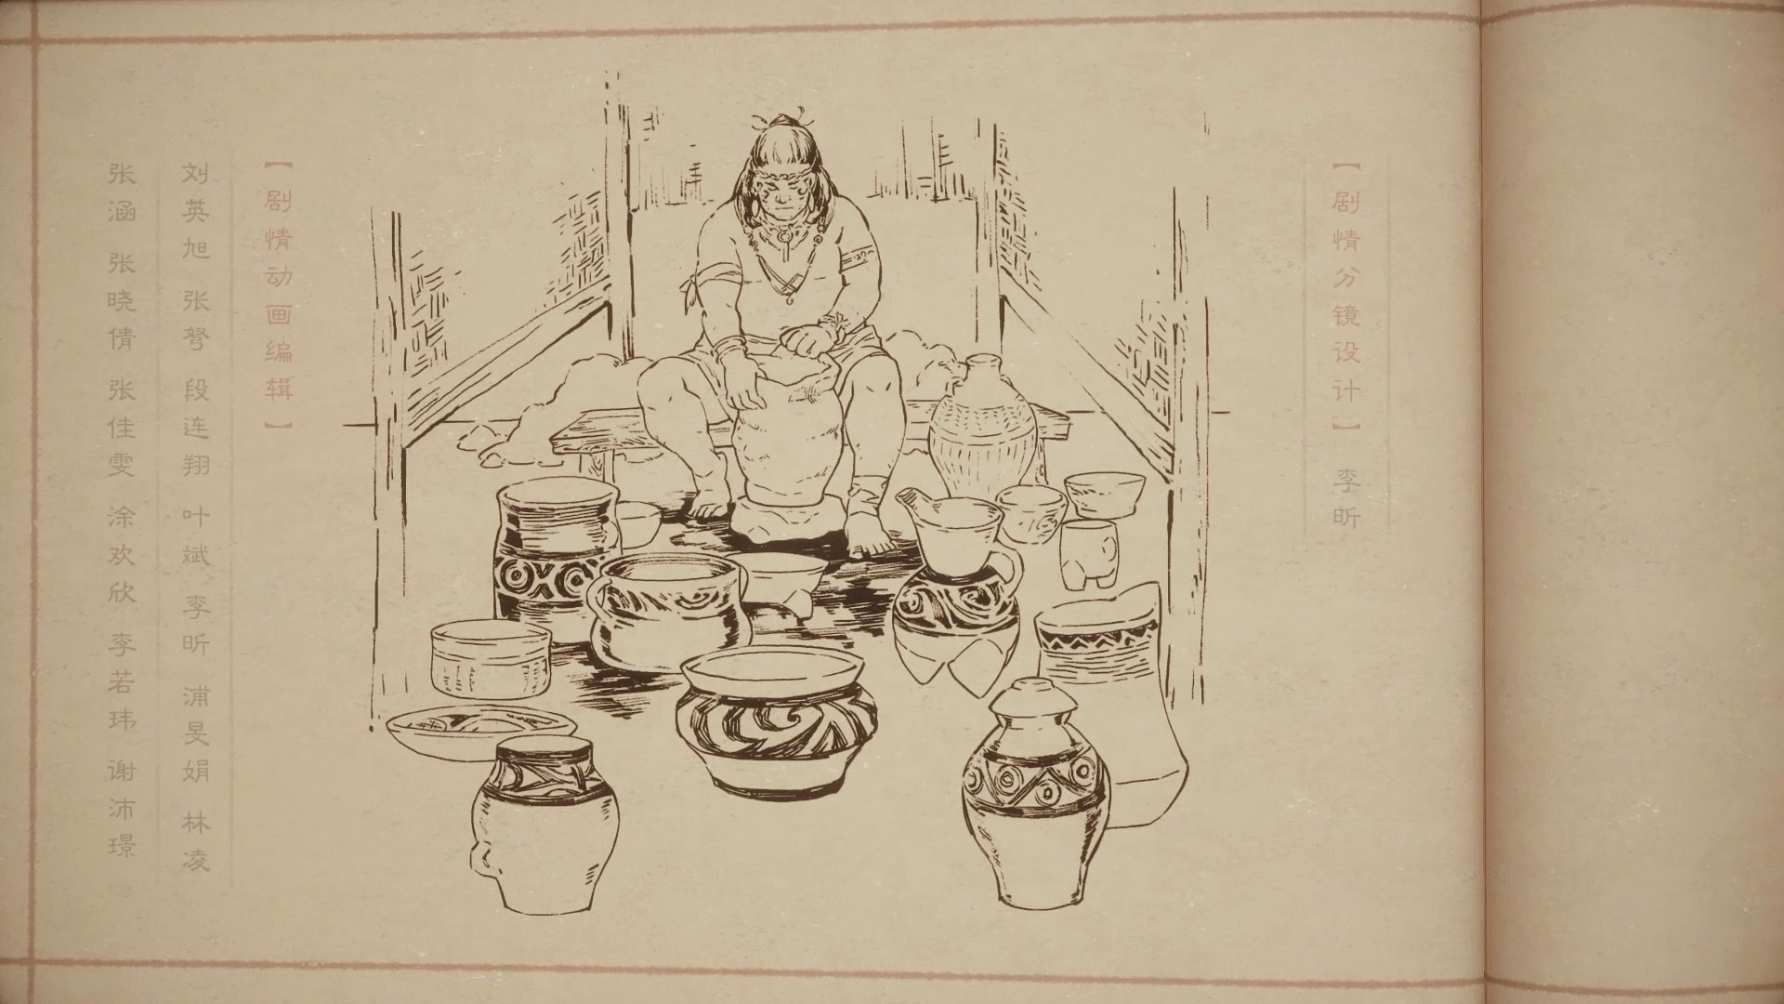 【剧情分镜设计】 李昕
【剧情动画编辑】
刘英旭 张弩 段连翔 叶斌 李昕 浦旻娟 林凌
张涵 张晓倩 张佳雯 涂欢欣 李若玮 谢沛璟